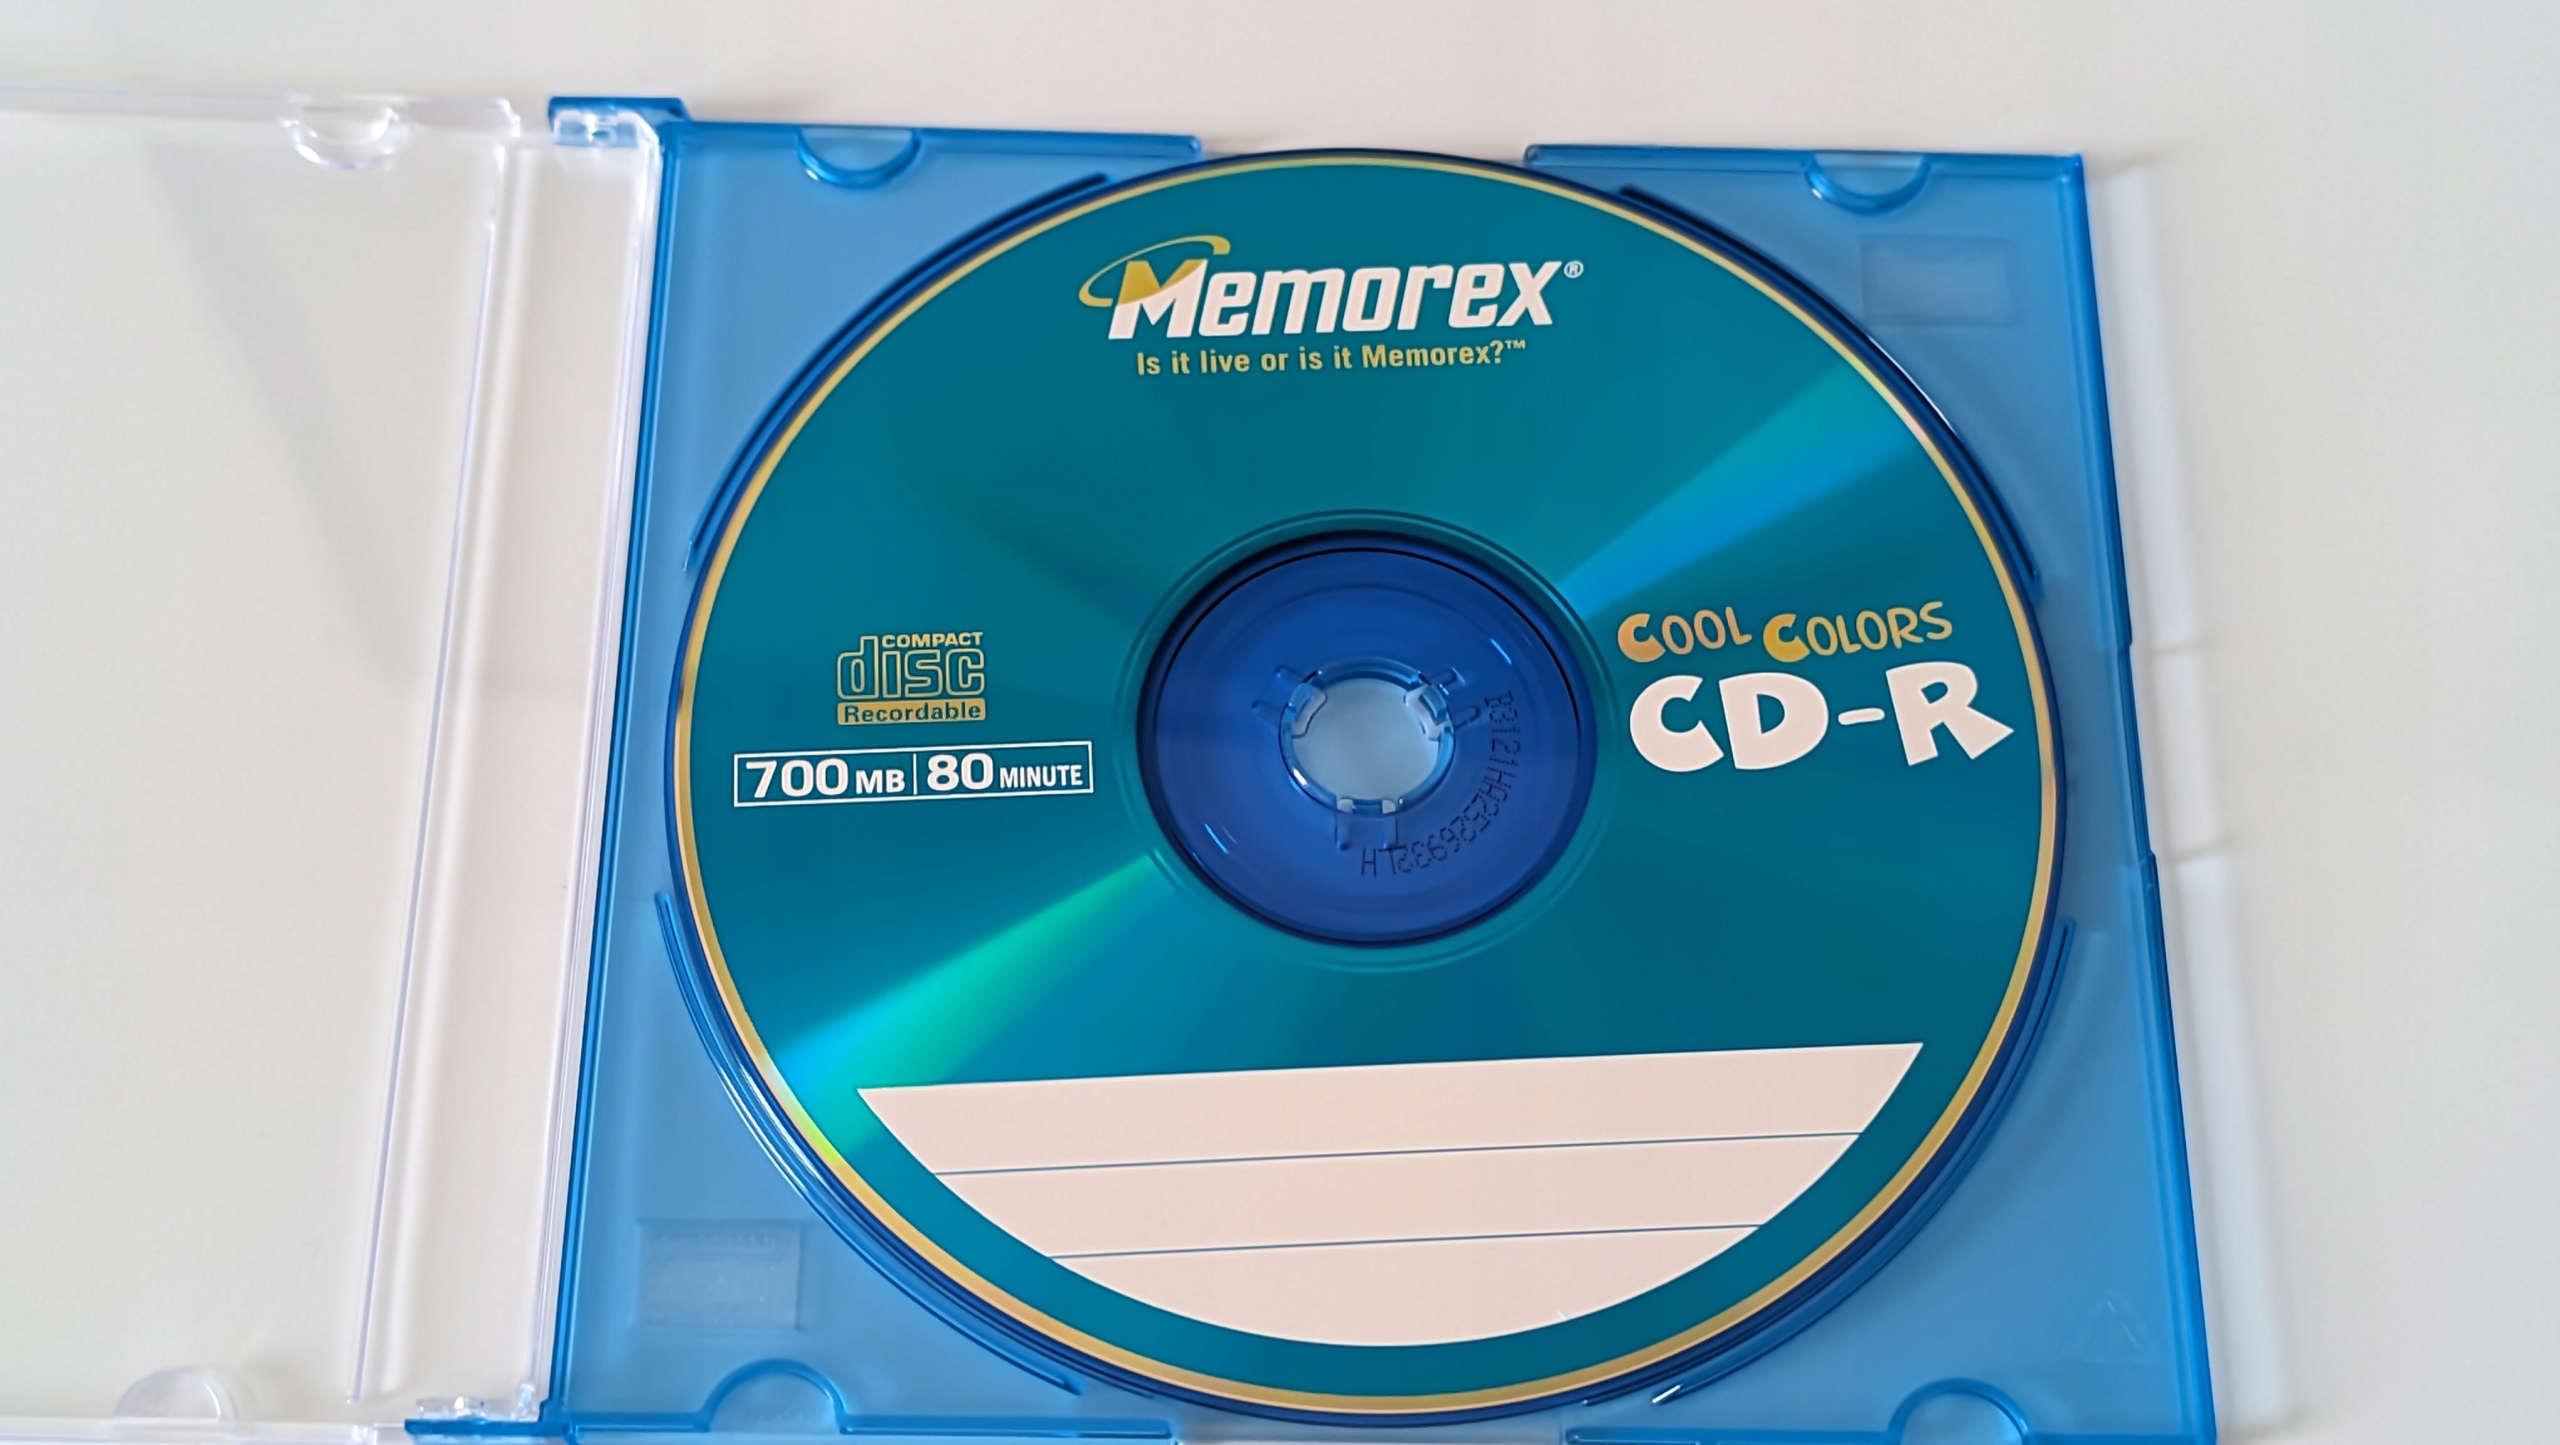 Memorex®
Is it live or is it Memorex?™
COMPACT
disc
Recordable
700 MB | 80 MINUTE
COOL COLORS
CD-R